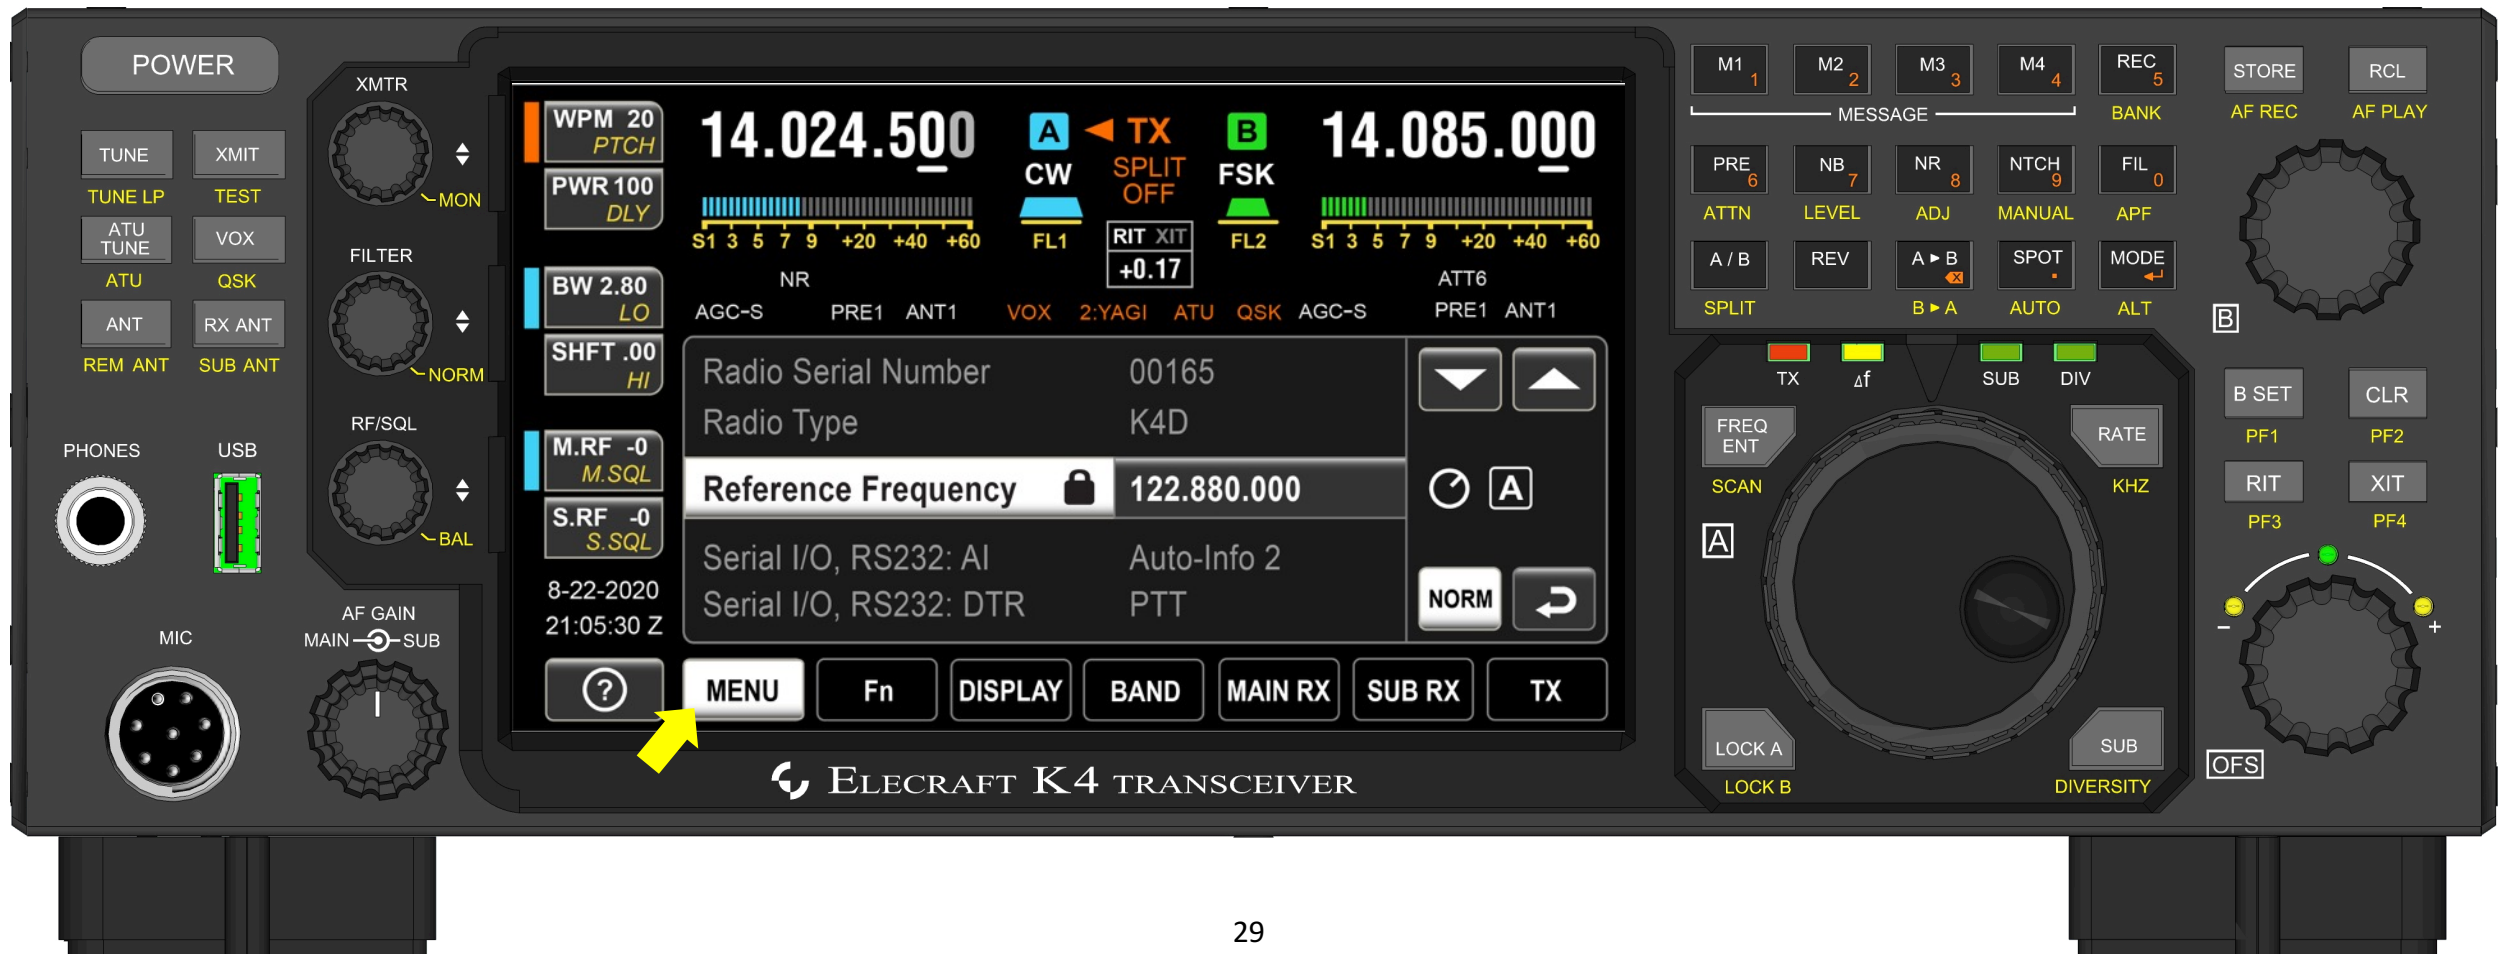 POWER
TUNE
XMIT
TUNE LP
TEST
ATU
TUNE
VOX
ATU
QSK
ANT
RX ANT
REM ANT
SUB ANT
PHONES
USB
MIC
XMTR
MON
FILTER
NORM
RF/SQL
BAL
AF GAIN
MAIN
SUB
WPM 20
PTCH
PWR 100
DLY
BW 2.80
LO
SHFT .00
HI
M.RF -0
M.SQL
S.RF -0
S.SQL
8-22-2020
21:05:30 Z
14.024.500
A ◄ TX B
14.085.000
CW
SPLIT
OFF
FSK
S1 3 5 7 9 +20 +40 +60
FL1
RIT XIT
+0.17
FL2
S1 3 5 7 9 +20 +40 +60
NR
ATT6
AGC-S PRE1 ANT1 VOX 2:YAGI ATU QSK AGC-S PRE1 ANT1
Radio Serial Number 00165
Radio Type K4D
Reference Frequency 122.880.000
A
Serial I/O, RS232: AI Auto-Info 2
Serial I/O, RS232: DTR PTT
NORM
? MENU Fn DISPLAY BAND MAIN RX SUB RX TX
ELECRAFT K4 TRANSCEIVER
M1 1 M2 2 M3 3 M4 4 REC 5
MESSAGE BANK
PRE 6 NB 7 NR 8 NTCH 9 FIL 0
ATTN LEVEL ADJ MANUAL APF
A / B REV A ► B SPOT . MODE
SPLIT B ► A AUTO ALT
TX Δf SUB DIV
FREQ
ENT
RATE
SCAN
KHZ
A
LOCK A
SUB
LOCK B
DIVERSITY
STORE
RCL
AF REC
AF PLAY
B
B SET
CLR
PF1
PF2
RIT
XIT
PF3
PF4
− +
OFS
29